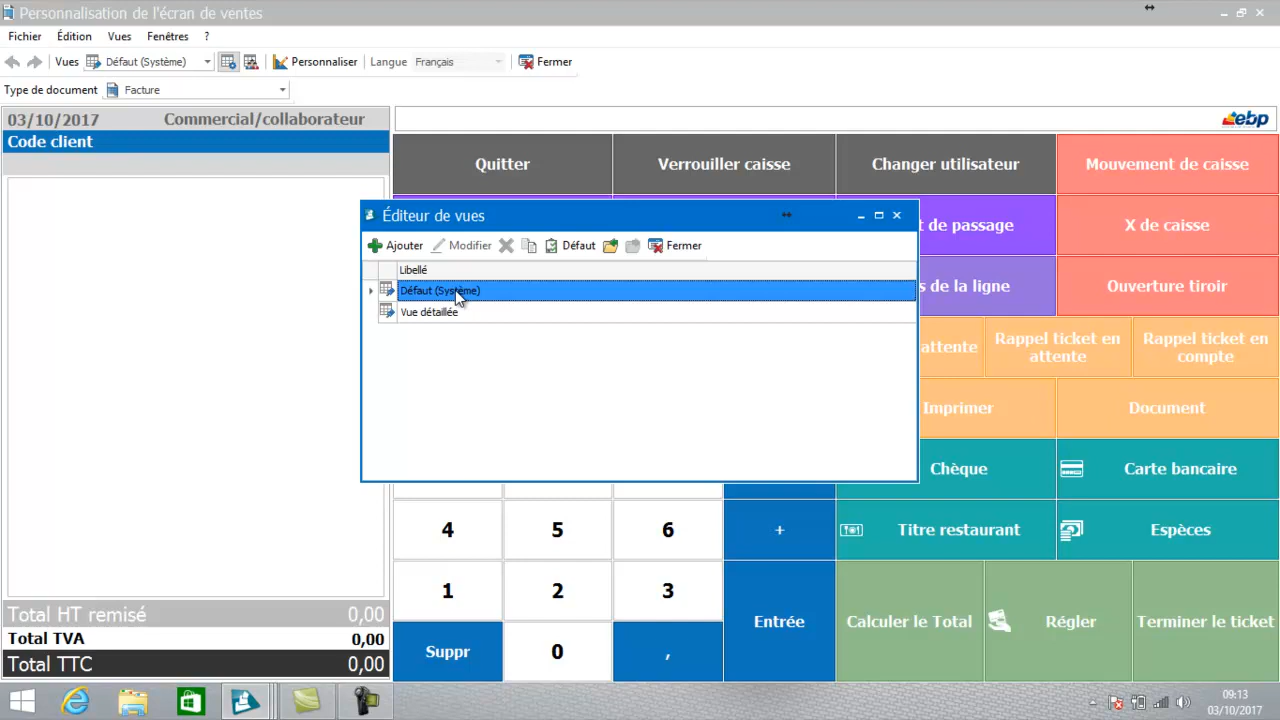 Personnalisation de l'écran de ventes
Fichier Édition Vues Fenêtres ?
Vues Défaut (Système) Personnaliser Langue Français Fermer
Type de document Facture
03/10/2017 Commercial/collaborateur
Code client
ebp
Quitter Verrouiller caisse Changer utilisateur Mouvement de caisse
Éditeur de vues
t de passage X de caisse
Ajouter Modifier Défaut Fermer
Libellé
Défaut (Système)
s de la ligne Ouverture tiroir
Vue détaillée
attente
Rappel ticket en
attente
Rappel ticket en
compte
Imprimer Document
Chèque Carte bancaire
4 5 6 + Titre restaurant Espèces
1 2 3
Entrée Calculer le Total Régler Terminer le ticket
Suppr 0 ,
Total HT remisé 0,00
Total TVA 0,00
Total TTC 0,00
09:13
03/10/2017